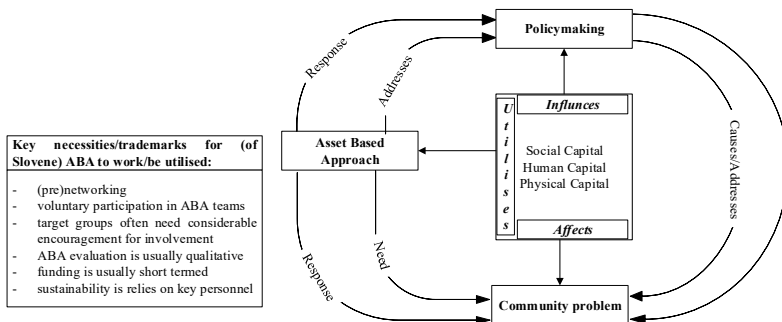 Policymaking
Response
Addresses
Utilises
Influnces
Key necessities/trademarks for (of
Slovene) ABA to work/be utilised:
Asset Based
Approach
Social Capital
Human Capital
Physical Capital
Causes/Addresses
- (pre)networking
- voluntary participation in ABA teams
- target groups often need considerable
encouragement for involvement
- ABA evaluation is usually qualitative
- funding is usually short termed
- sustainability is relies on key personnel
Affects
Need
Response
Community problem